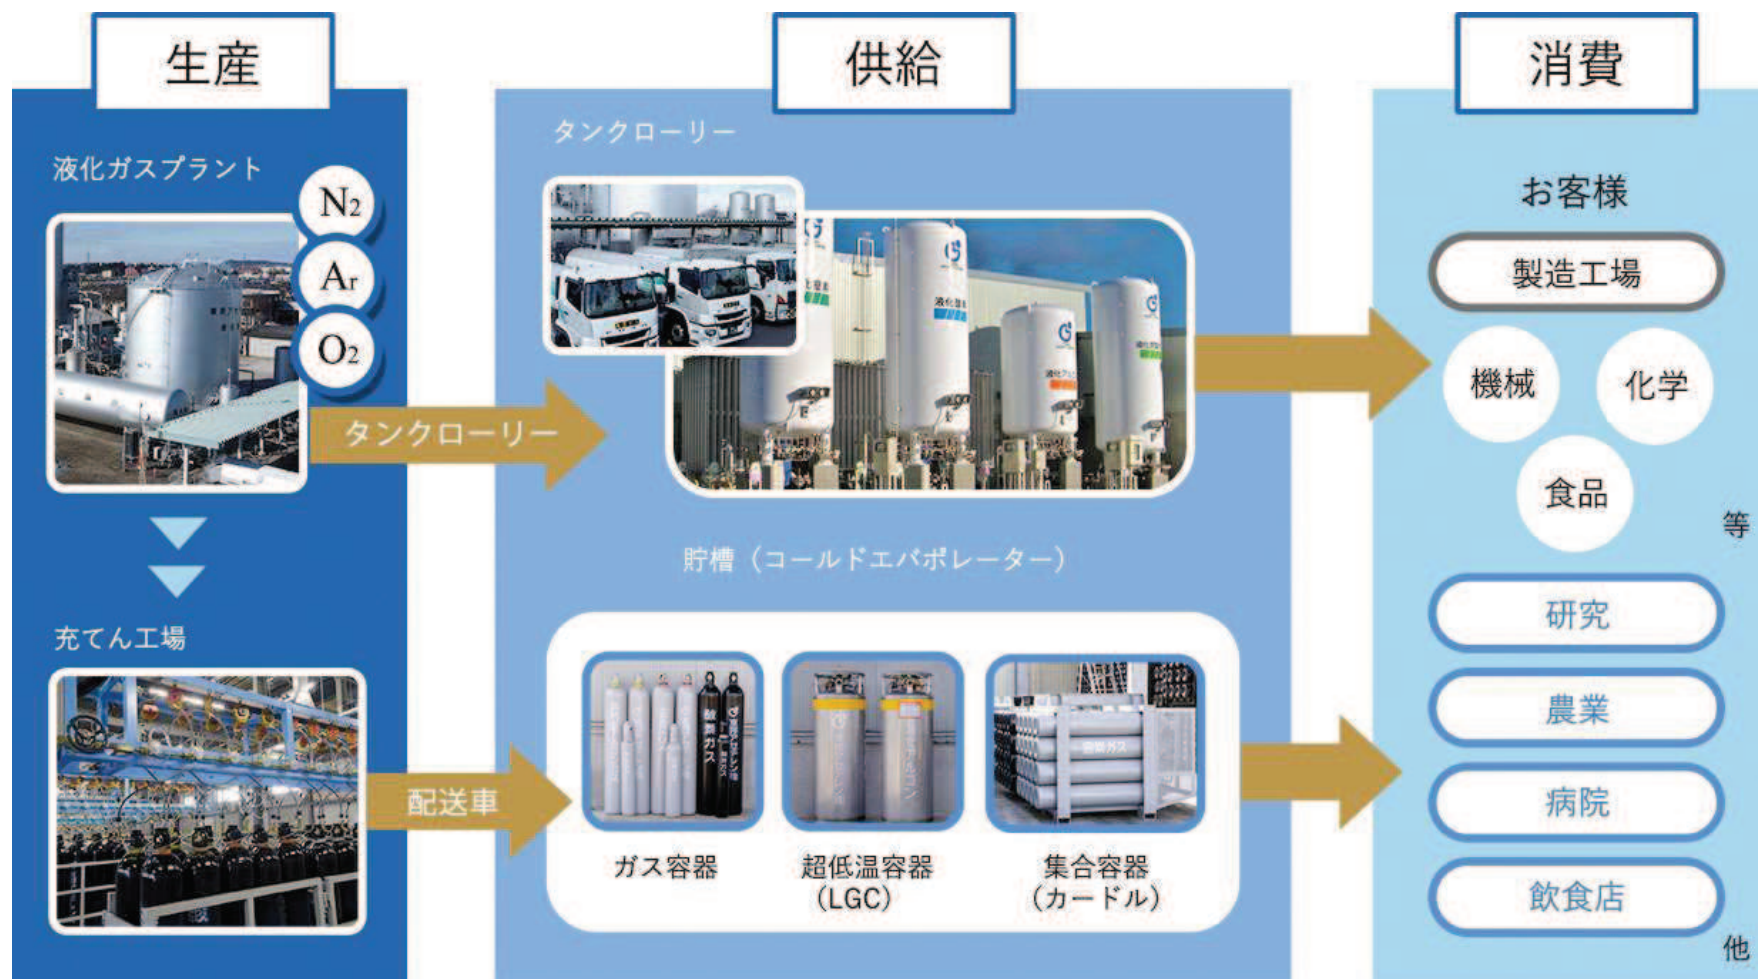 生産
液化ガスプラント
N2
Ar
O2
タンクローリー
充てん工場
配送車
供給
タンクローリー
貯槽（コールドエバポレーター）
酸素ガス
ガス容器
超低温容器
(LGC)
集合容器
（カードル）
消費
お客様
製造工場
機械
化学
食品
等
研究
農業
病院
飲食店
他